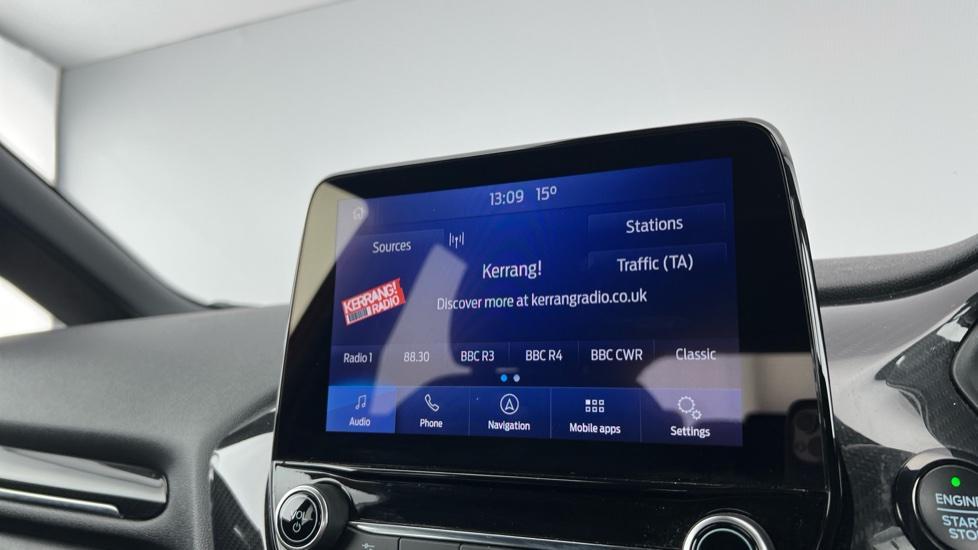 13:09 15°
Sources
Stations
Kerrang!
Traffic (TA)
KERRANG!
RADIO
Discover more at kerrangradio.co.uk
Radio 1 88.30 BBC R3 BBC R4 BBC CWR Classic
Audio Phone Navigation Mobile apps Settings
VOL
ENGINE
START
STOP